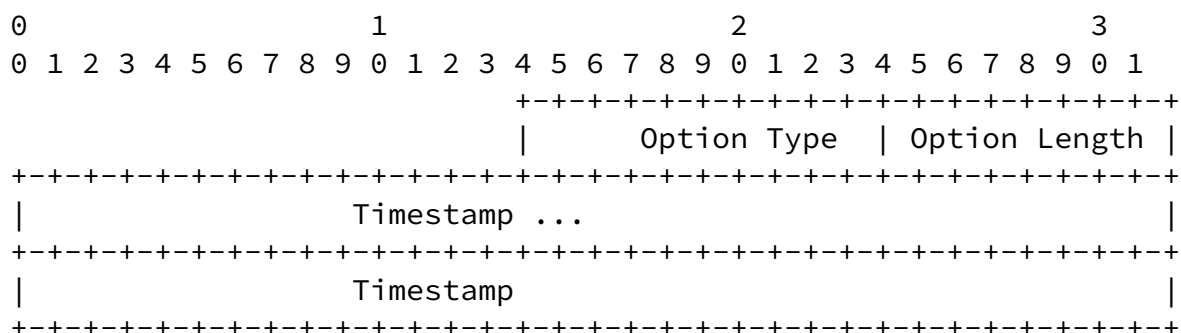 0                   1                   2                   3
0 1 2 3 4 5 6 7 8 9 0 1 2 3 4 5 6 7 8 9 0 1 2 3 4 5 6 7 8 9 0 1
                            +-+-+-+-+-+-+-+-+-+-+-+-+-+-+-+-+-+-+
                            |      Option Type  | Option Length |
+-+-+-+-+-+-+-+-+-+-+-+-+-+-+-+-+-+-+-+-+-+-+-+-+-+-+-+-+-+-+-+-+
|                  Timestamp ...                                |
+-+-+-+-+-+-+-+-+-+-+-+-+-+-+-+-+-+-+-+-+-+-+-+-+-+-+-+-+-+-+-+-+
|                  Timestamp                                    |
+-+-+-+-+-+-+-+-+-+-+-+-+-+-+-+-+-+-+-+-+-+-+-+-+-+-+-+-+-+-+-+-+